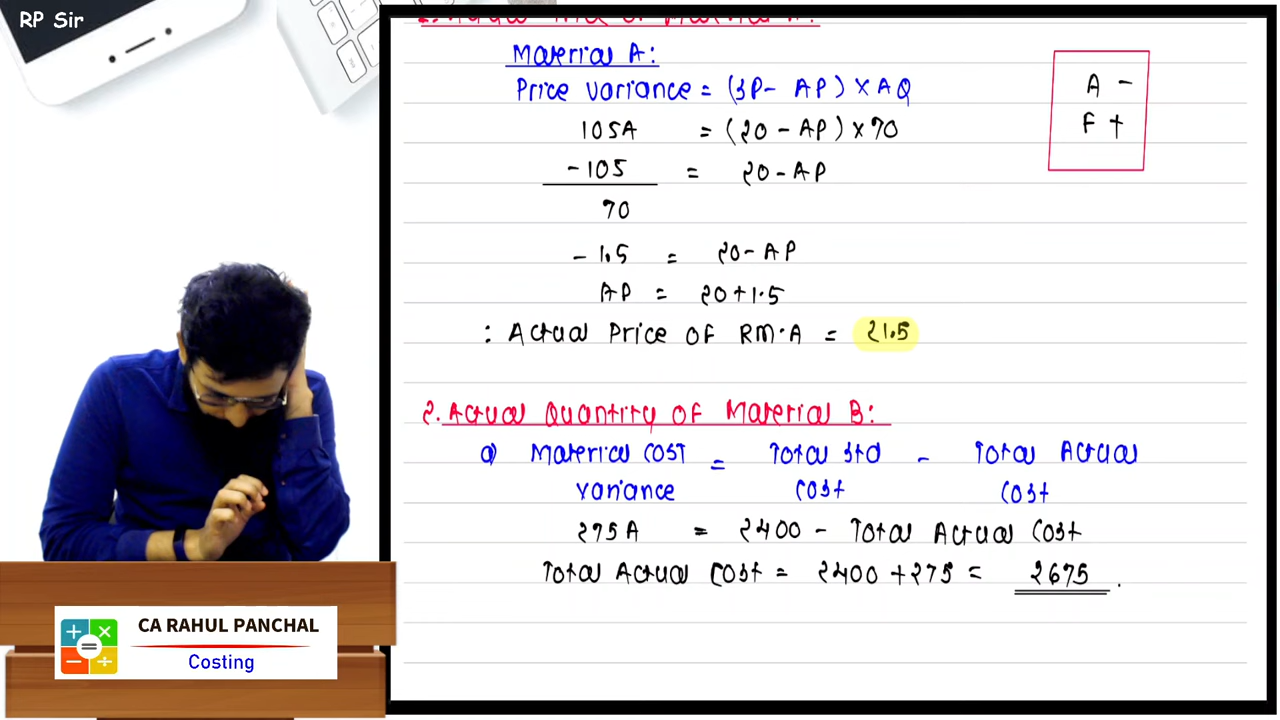 RP Sir
Material A:
Price variance = (SP - AP) × AQ
105A = (20 - AP) × 70
-105 = 20 - AP
70
-1.5 = 20 - AP
AP = 20 + 1.5
: Actual Price of RM.A = 21.5
A -
F +
2. Actual Quantity of Material B:
a) Material Cost = Total Std - Total Actual
variance Cost Cost
275A = 2400 - Total Actual Cost
Total Actual Cost = 2400 + 275 = 2675.
CA RAHUL PANCHAL
Costing